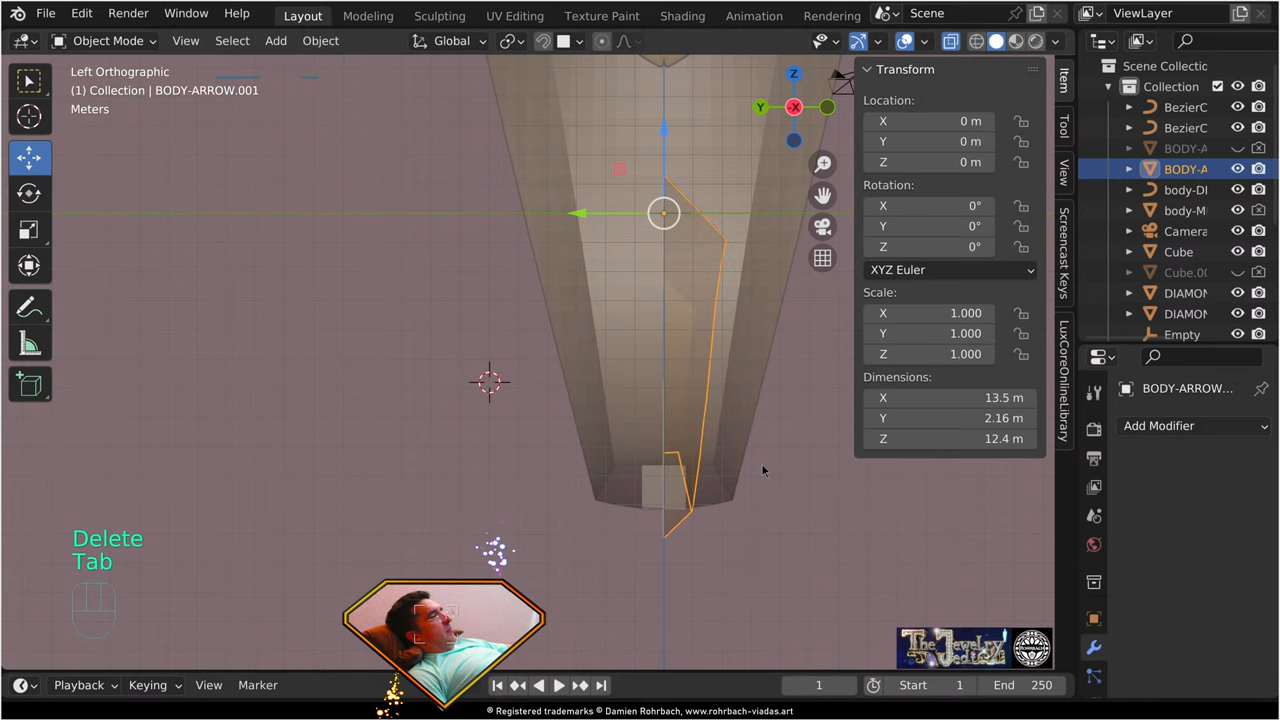 File Edit Render Window Help Layout Modeling Sculpting UV Editing Texture Paint Shading Animation Rendering Scene ViewLayer
Object Mode View Select Add Object Global
Left Orthographic
(1) Collection | BODY-ARROW.001
Meters
Z
Y
-X
Transform
Location:
X 0 m
Y 0 m
Z 0 m
Rotation:
X 0°
Y 0°
Z 0°
XYZ Euler
Scale:
X 1.000
Y 1.000
Z 1.000
Dimensions:
X 13.5 m
Y 2.16 m
Z 12.4 m
Item
Tool
View
Screencast Keys
LuxCoreOnlineLibrary
Scene Collectic
Collection
BezierC
BezierC
BODY-A
BODY-A
body-DI
body-M
Camera
Cube
Cube.00
DIAMON
DIAMON
Empty
BODY-ARROW...
Add Modifier
Delete
Tab
The Jewelry
ROHRBACH
Playback Keying View Marker 1 Start 1 End 250
® Registered trademarks © Damien Rohrbach, www.rohrbach-viadas.art